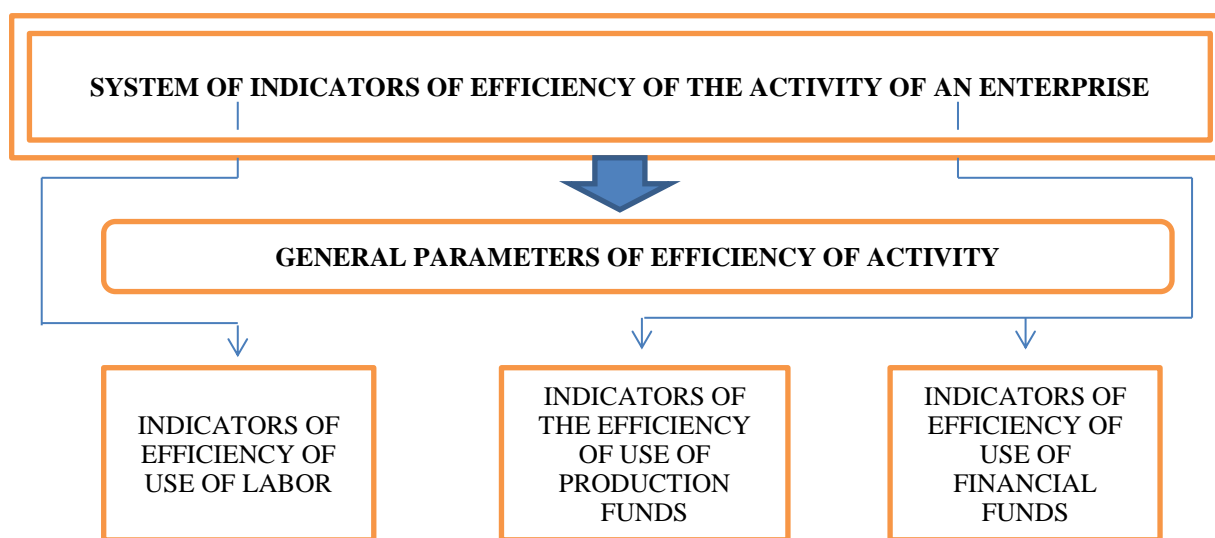 SYSTEM OF INDICATORS OF EFFICIENCY OF THE ACTIVITY OF AN ENTERPRISE
GENERAL PARAMETERS OF EFFICIENCY OF ACTIVITY
INDICATORS OF
EFFICIENCY OF
USE OF LABOR
INDICATORS OF
THE EFFICIENCY
OF USE OF
PRODUCTION
FUNDS
INDICATORS OF
EFFICIENCY OF
USE OF
FINANCIAL
FUNDS